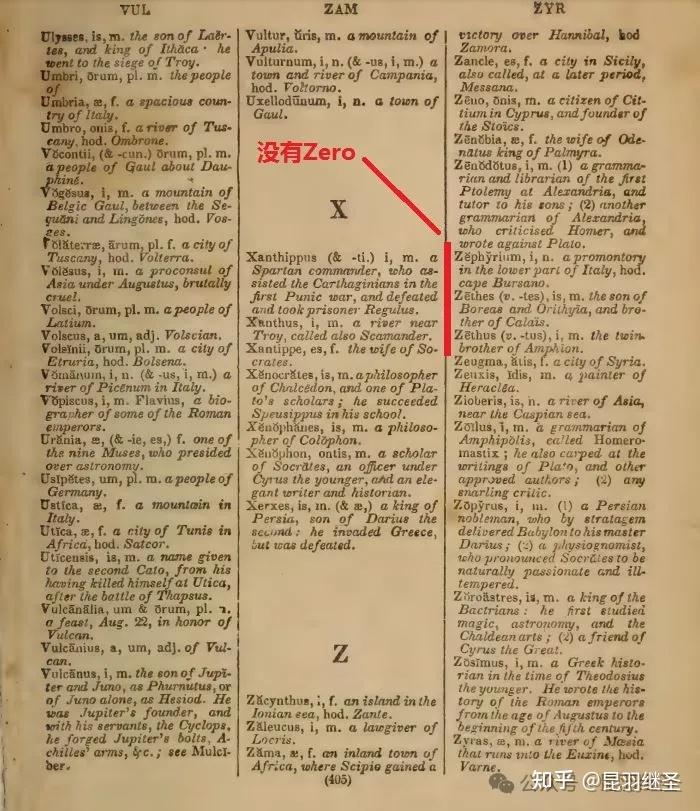 VUL
ZAM
ZYR
Ulysses, is, m. the son of Laër-
tes, and king of Ithăca · he
went to the siege of Troy.
Umbri, ōrum, pl. m. the people
of
Umbria, æ, f. a spacious coun-
try of Italy.
Umbro, onis, f. a river of Tus-
cany, hod. Ombrone.
Vŏcontii, (& -cun.) ōrum, pl. m.
a people of Gaul about Dau-
phiné.
Vŏgĕsus, i, m. a mountain of
Belgic Gaul, between the Se-
quăni and Lingŏnes, hod. Vos-
ges.
Vŏlăterræ, ārum, pl. f. a city of
Tuscany, hod. Volterra.
Vŏlĕsus, i, m. a proconsul of
Asia under Augustus, brutally
cruel.
Volsci, ōrum, pl. m. a people of
Latium.
Volscus, a, um, adj. Volscian.
Volsĭnii, ōrum, pl. m. a city of
Etruria, hod. Bolsena.
Vŏmānum, i, n. (& -us, i, m.) a
river of Picēnum in Italy.
Vŏpiscus, i, m. Flavius, a bio-
grapher of some of the Roman
emperors.
Urănia, æ, (& -ie, es,) f. one of
the nine Muses, who presided
over astronomy.
Usĭpētes, um, pl. m. a people of
Germany.
Ustĭca, æ, f. a mountain in
Italy.
Utĭca, æ, f. a city of Tunis in
Africa, hod. Satcor.
Utĭcensis, is, m. a name given
to the second Cato, from his
having killed himself at Utica,
after the battle of Thapsus.
Vulcānālia, um & ōrum, pl. n.
a feast, Aug. 22, in honor of
Vulcan.
Vulcānius, a, um, adj. of Vul-
can.
Vulcānus, i, m. the son of Jupĭ-
ter and Juno, as Phurnutus, or
of Juno alone, as Hesiod. He
was Jupiter's founder, and
with his servants, the Cyclops,
he forged Jupiter's bolts, A-
chilles' arms, &c.; see Mulcĭ-
ber.
Vultur, ŭris, m. a mountain of
Apulia.
Vulturnum, i, n. (& -us, i, m.) a
town and river of Campania,
hod. Voltorno.
Uxellodūnum, i, n. a town of
Gaul.
没有Zero
X
Xanthippus (& -ti.) i, m. a
Spartan commander, who as-
sisted the Carthaginians in the
first Punic war, and defeated
and took prisoner Regulus.
Xanthus, i, m. a river near
Troy, called also Scamander.
Xantippe, es, f. the wife of So-
crates.
Xĕnocrătes, is, m. a philosopher
of Chalcēdon, and one of Pla-
to's scholars; he succeeded
Speusippus in his school.
Xĕnŏphănes, is, m. a philoso-
pher of Colŏphon.
Xĕnŏphon, ontis, m. a scholar
of Socrătes, an officer under
Cyrus the younger, and an ele-
gant writer and historian.
Xerxes, is, m. (& æ,) a king of
Persia, son of Darius the
second: he invaded Greece,
but was defeated.
Z
Zăcynthus, i, f. an island in the
Ionian sea, hod. Zante.
Zăleucus, i, m. a lawgiver of
Locris.
Zăma, æ, f. an inland town of
Africa, where Scipio gained a
(405)
victory over Hannibal, hod
Zamora.
Zancle, es, f. a city in Sicily,
also called, at a later period,
Messana.
Zēno, ōnis, m. a citizen of Cit-
tium in Cyprus, and founder of
the Stoics.
Zēnŏbia, æ, f. the wife of Ode-
nātus king of Palmyra.
Zēnŏdŏtus, i, m. (1) a gramma-
rian and librarian of the first
Ptolemy at Alexandria, and
tutor to his sons; (2) another
grammarian of Alexandria,
who criticised Homer, and
wrote against Plato.
Zĕphȳrium, i, n. a promontory
in the lower part of Italy, hod.
cape Bursano.
Zēthes (v. -tes), is, m. the son of
Boreas and Orithyia, and bro-
ther of Calaïs.
Zēthus (v. -tus), i, m. the twin
brother of Amphion.
Zeugma, ătis, f. a city of Syria.
Zeuxis, ĭdis, m. a painter of
Heraclēa.
Zioberis, is, n. a river of Asia,
near the Caspian sea.
Zōĭlus, i, m. a grammarian of
Amphipŏlis, called Homero-
mastix; he also carped at the
writings of Plato, and other
approved authors; (2) any
snarling critic.
Zŏpȳrus, i, m. (1) a Persian
nobleman, who by stratagem
delivered Babylon to his master
Darius; (2) a physiognomist,
who pronounced Socrătes to be
naturally passionate and ill-
tempered.
Zŏroastres, is, m. a king of the
Bactrians: he first studied
magic, astronomy, and the
Chaldean arts; (2) a friend of
Cyrus the Great.
Zōsĭmus, i, m. a Greek histo-
rian in the time of Theodosius
the younger. He wrote the his-
tory of the Roman emperors
from the age of Augustus to the
beginning of the fifth century.
Zyras, æ, m. a river of Mœsia
that runs into the Euxine, hod.
Varne.
知乎 @昆羽继圣